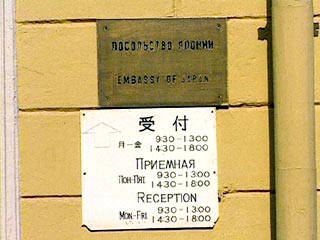 ПОСОЛЬСТВО ЯПОНИИ
EMBASSY OF JAPAN
受付
月－金 930-1300
1430-1800
ПРИЕМНАЯ
ПОН-ПЯТ 930-1300
1430-1800
RECEPTION
MON-FRI 930-1300
1430-1800